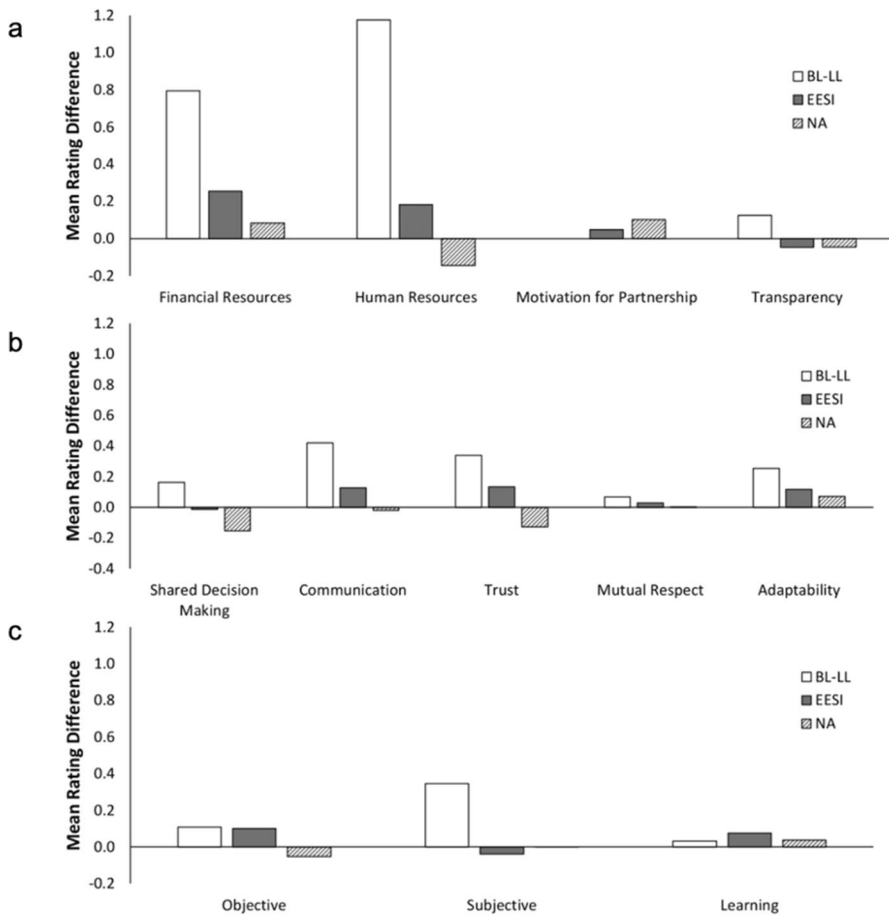 a
Mean Rating Difference
1.2
1.0
0.8
0.6
0.4
0.2
0.0
-0.2
BL-LL
EESI
NA
Financial Resources
Human Resources
Motivation for Partnership
Transparency
b
Mean Rating Difference
1.2
1.0
0.8
0.6
0.4
0.2
0.0
-0.2
-0.4
BL-LL
EESI
NA
Shared Decision
Making
Communication
Trust
Mutual Respect
Adaptability
c
Mean Rating Difference
1.2
1.0
0.8
0.6
0.4
0.2
0.0
-0.2
BL-LL
EESI
NA
Objective
Subjective
Learning